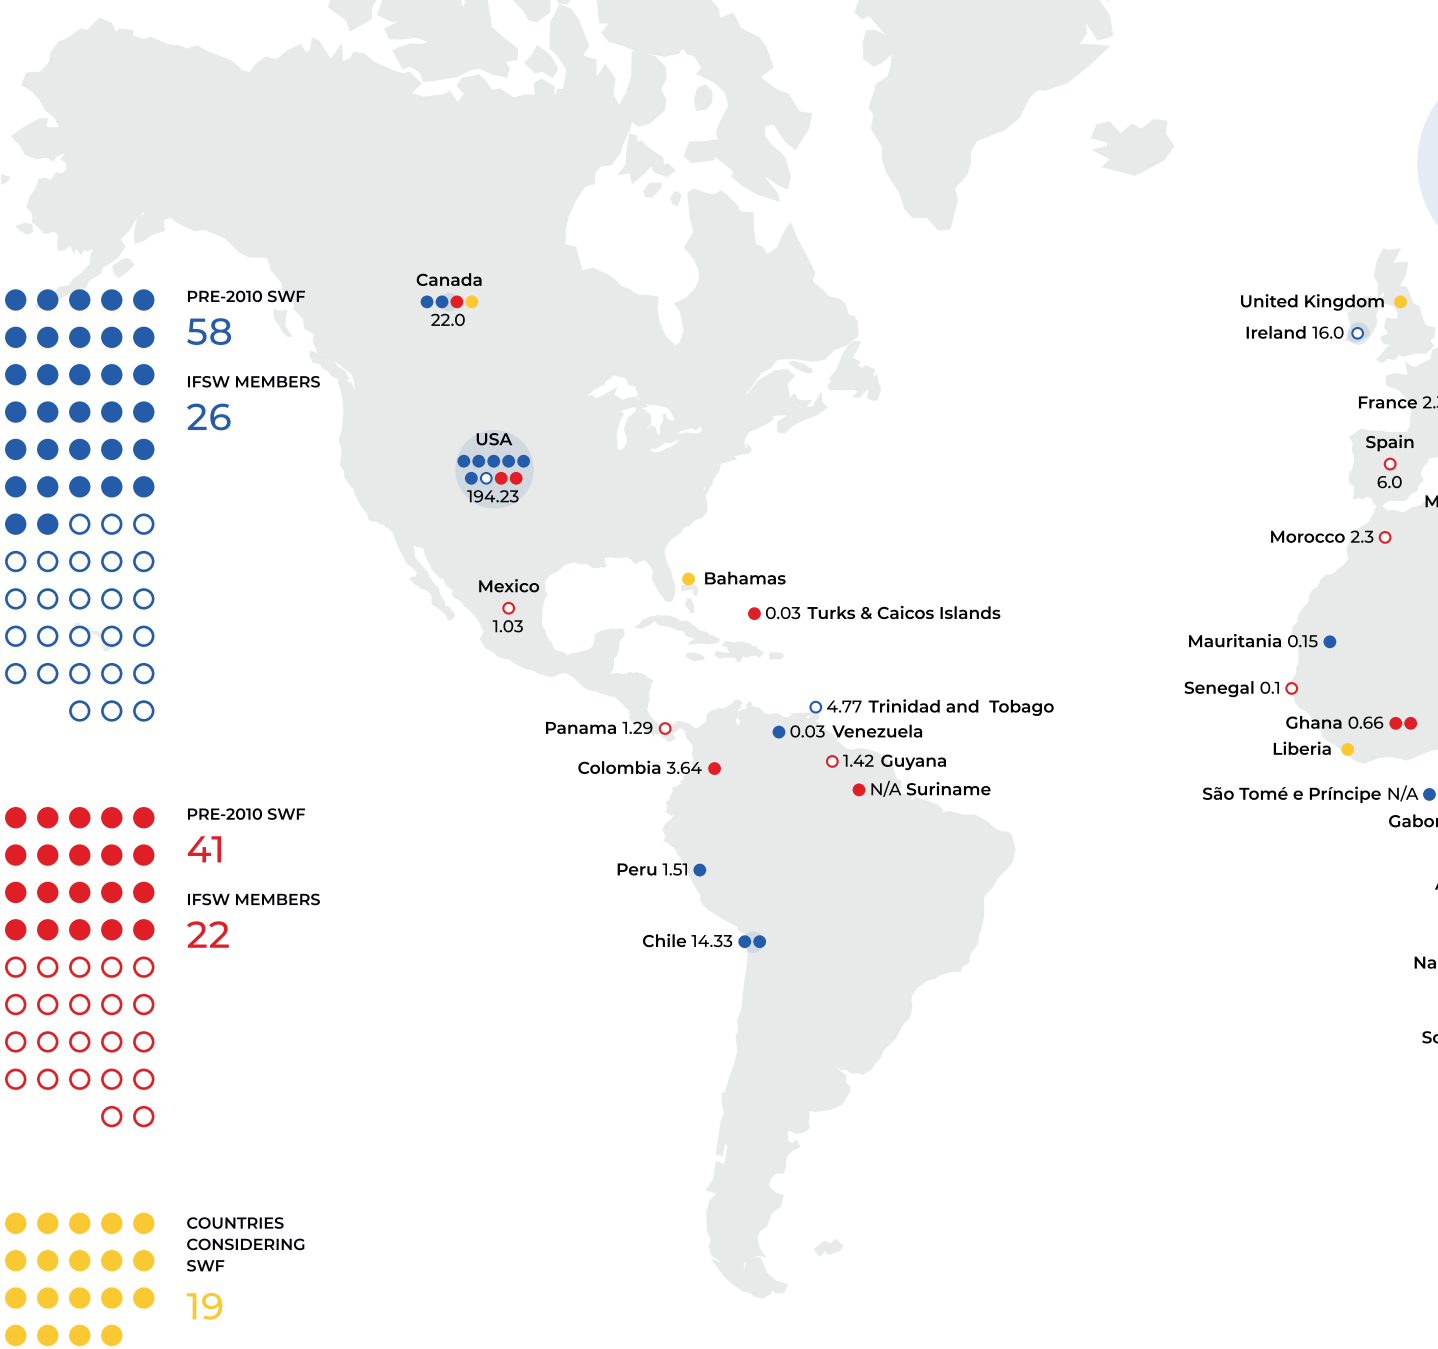 PRE-2010 SWF
58
IFSW MEMBERS
26
PRE-2010 SWF
41
IFSW MEMBERS
22
COUNTRIES
CONSIDERING
SWF
19
Canada
22.0
USA
194.23
Mexico
1.03
Bahamas
0.03 Turks & Caicos Islands
4.77 Trinidad and Tobago
Panama 1.29
0.03 Venezuela
1.42 Guyana
Colombia 3.64
N/A Suriname
Peru 1.51
Chile 14.33
United Kingdom
Ireland 16.0
France 2.
Spain
6.0
M
Morocco 2.3
Mauritania 0.15
Senegal 0.1
Ghana 0.66
Liberia
São Tomé e Príncipe N/A
Gabo
Na
So